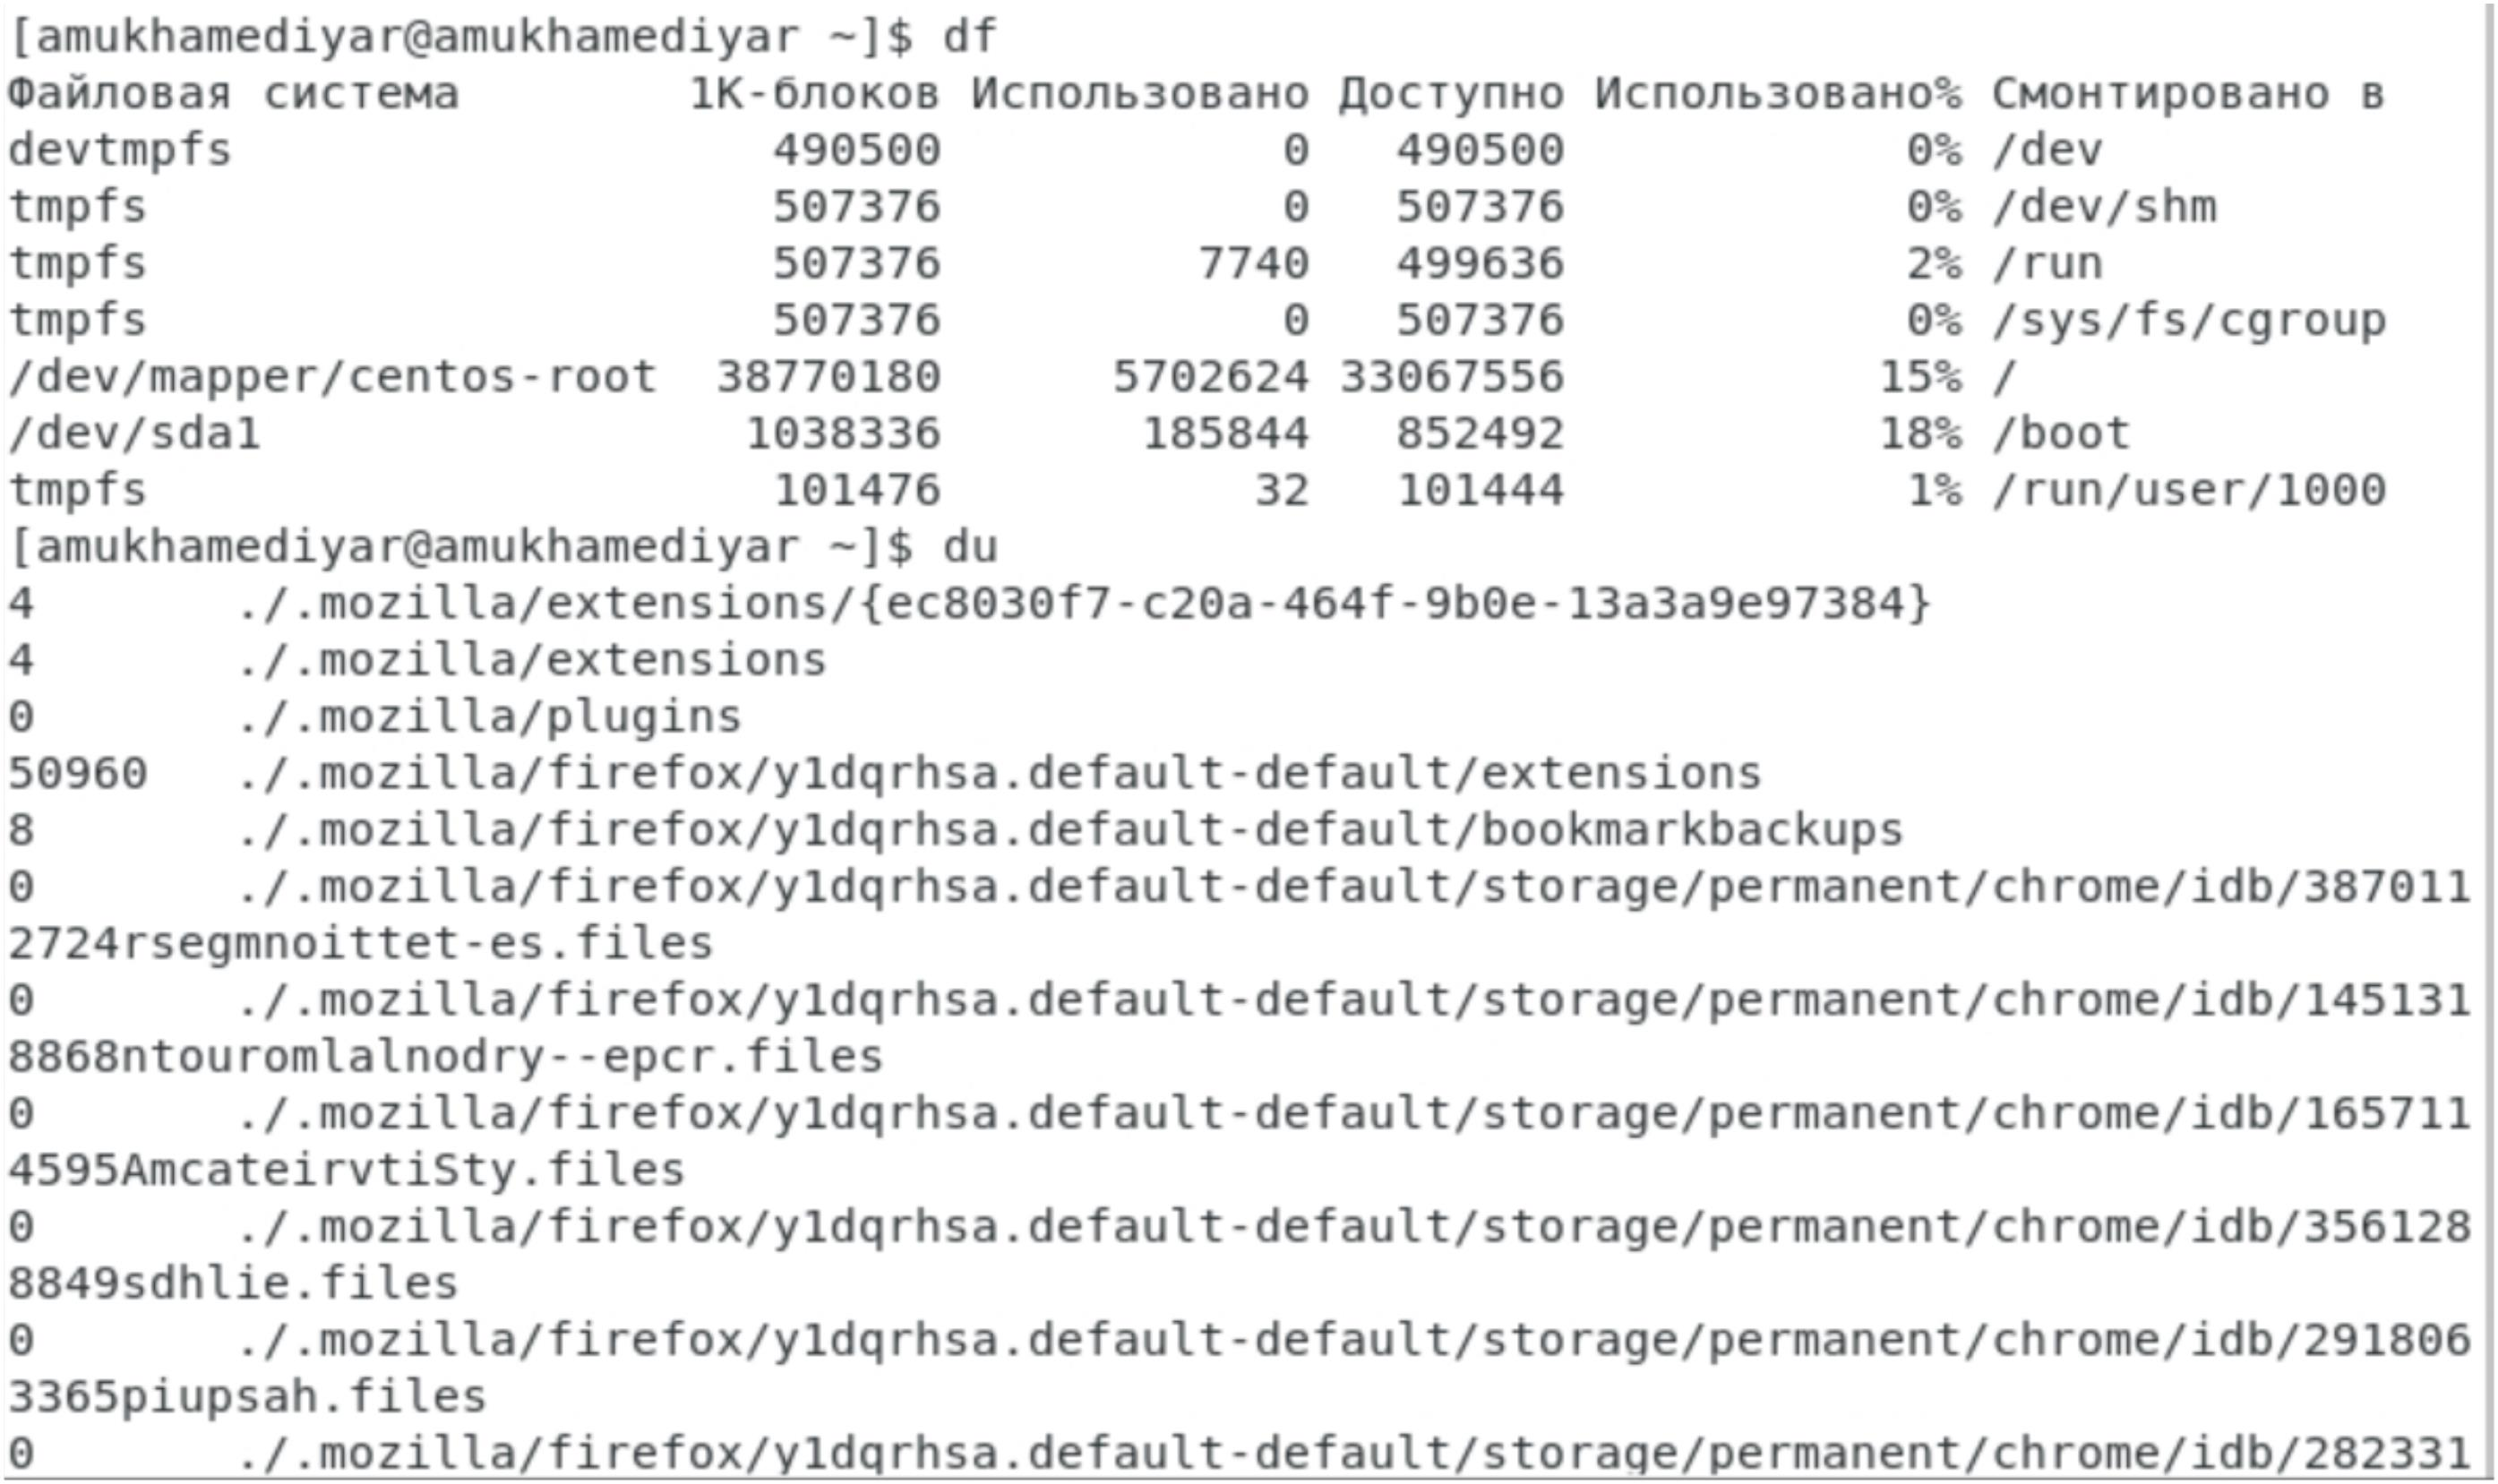 [amukhamediyar@amukhamediyar ~]$ df
Файловая система 1K-блоков Использовано Доступно Использовано% Смонтировано в
devtmpfs 490500 0 490500 0% /dev
tmpfs 507376 0 507376 0% /dev/shm
tmpfs 507376 7740 499636 2% /run
tmpfs 507376 0 507376 0% /sys/fs/cgroup
/dev/mapper/centos-root 38770180 5702624 33067556 15% /
/dev/sda1 1038336 185844 852492 18% /boot
tmpfs 101476 32 101444 1% /run/user/1000
[amukhamediyar@amukhamediyar ~]$ du
4 ./.mozilla/extensions/{ec8030f7-c20a-464f-9b0e-13a3a9e97384}
4 ./.mozilla/extensions
0 ./.mozilla/plugins
50960 ./.mozilla/firefox/y1dqrhsa.default-default/extensions
8 ./.mozilla/firefox/y1dqrhsa.default-default/bookmarkbackups
0 ./.mozilla/firefox/y1dqrhsa.default-default/storage/permanent/chrome/idb/387011
2724rsegmnoittet-es.files
0 ./.mozilla/firefox/y1dqrhsa.default-default/storage/permanent/chrome/idb/145131
8868ntouromlalnodry--epcr.files
0 ./.mozilla/firefox/y1dqrhsa.default-default/storage/permanent/chrome/idb/165711
4595AmcateirvtiSty.files
0 ./.mozilla/firefox/y1dqrhsa.default-default/storage/permanent/chrome/idb/356128
8849sdhlie.files
0 ./.mozilla/firefox/y1dqrhsa.default-default/storage/permanent/chrome/idb/291806
3365piupsah.files
0 ./.mozilla/firefox/y1dqrhsa.default-default/storage/permanent/chrome/idb/282331